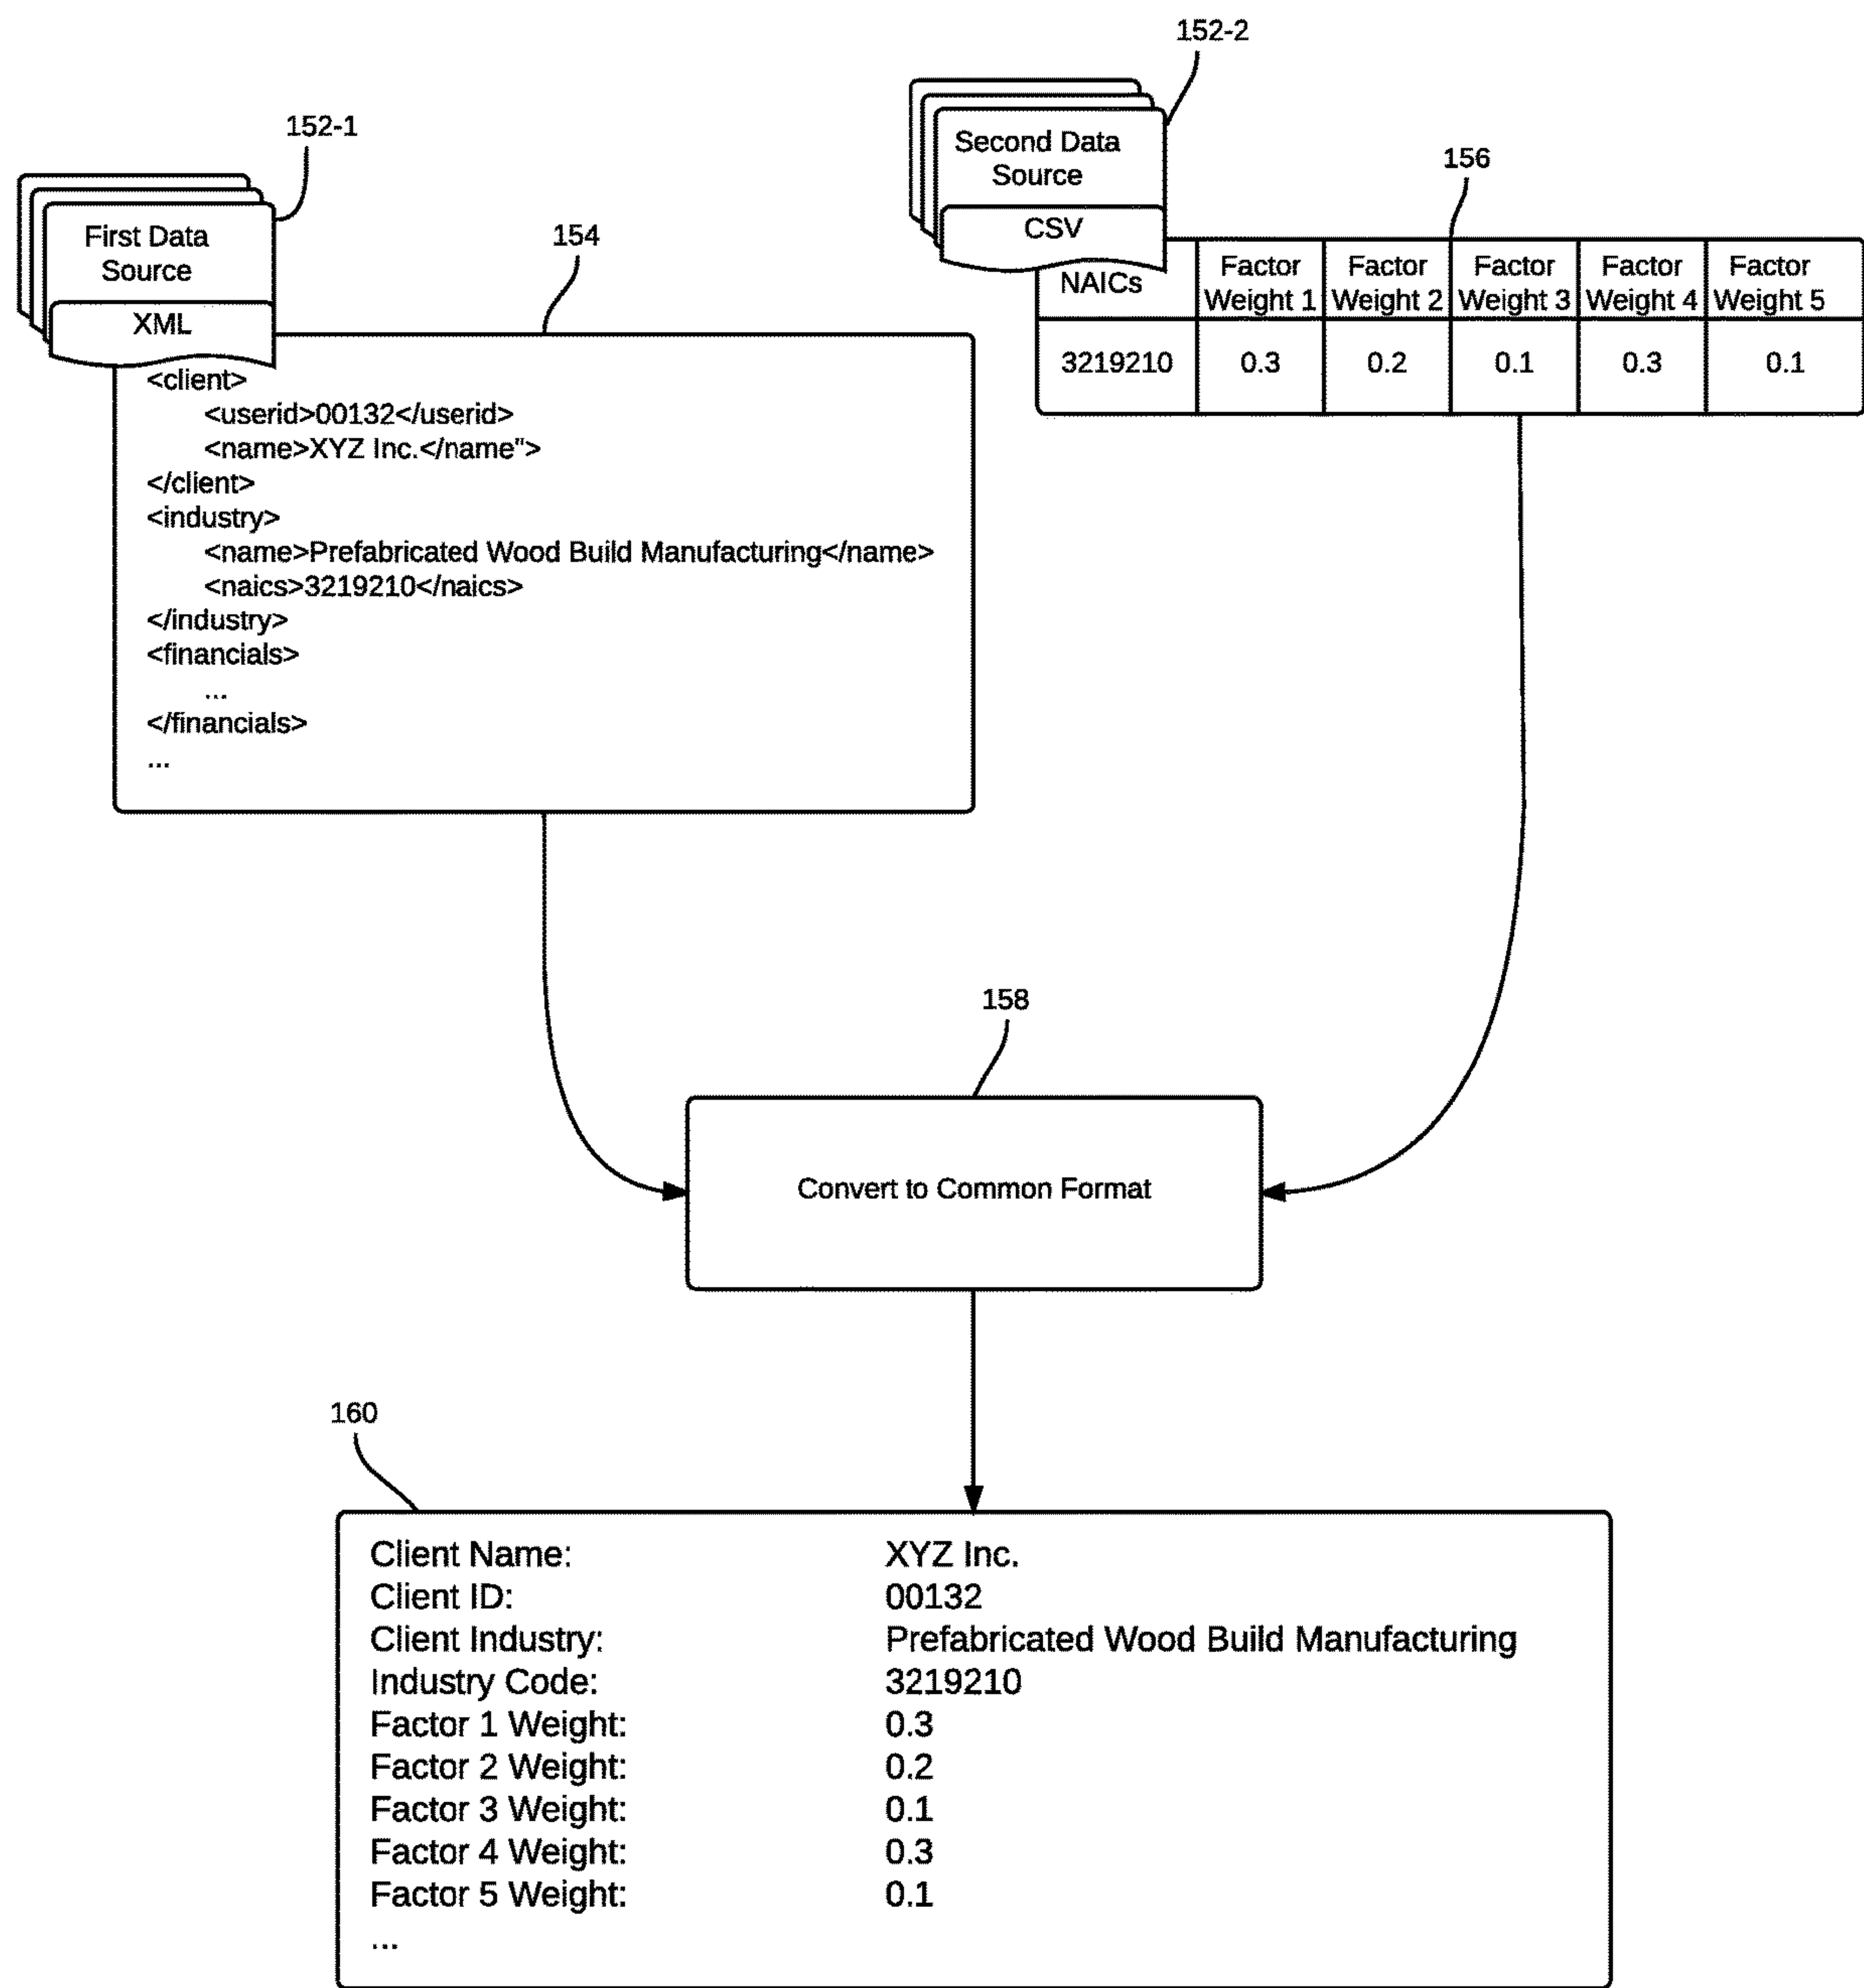 152-1
First Data
Source
XML
154
<client>
<userid>00132</userid>
<name>XYZ Inc.</name">
</client>
<industry>
<name>Prefabricated Wood Build Manufacturing</name>
<naics>3219210</naics>
</industry>
<financials>
...
</financials>
...
152-2
Second Data
Source
CSV
156
NAICs
Factor
Weight 1
Factor
Weight 2
Factor
Weight 3
Factor
Weight 4
Factor
Weight 5
3219210 0.3 0.2 0.1 0.3 0.1
158
Convert to Common Format
160
Client Name: XYZ Inc.
Client ID: 00132
Client Industry: Prefabricated Wood Build Manufacturing
Industry Code: 3219210
Factor 1 Weight: 0.3
Factor 2 Weight: 0.2
Factor 3 Weight: 0.1
Factor 4 Weight: 0.3
Factor 5 Weight: 0.1
...